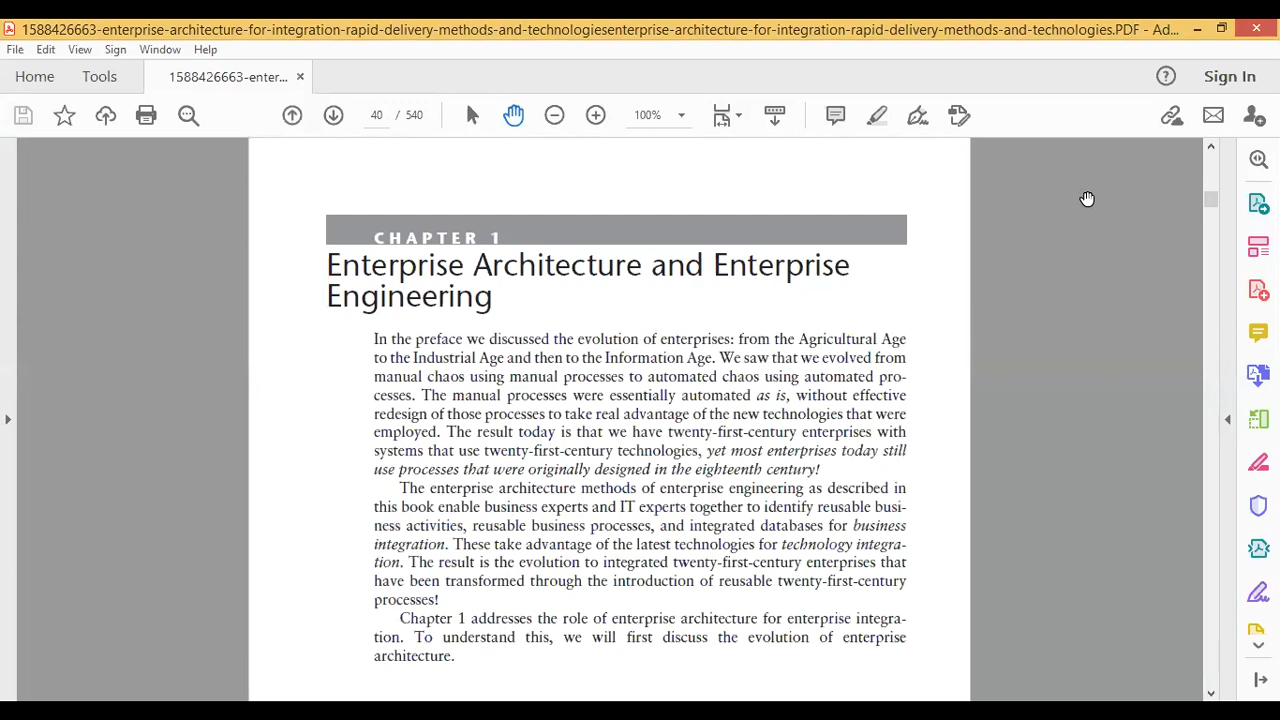 1588426663-enterprise-architecture-for-integration-rapid-delivery-methods-and-technologiesenterprise-architecture-for-integration-rapid-delivery-methods-and-technologies.PDF - Ad...
File Edit View Sign Window Help
Home Tools 1588426663-enter... × Sign In
40 / 540 100%
CHAPTER 1
Enterprise Architecture and Enterprise
Engineering
In the preface we discussed the evolution of enterprises: from the Agricultural Age
to the Industrial Age and then to the Information Age. We saw that we evolved from
manual chaos using manual processes to automated chaos using automated pro-
cesses. The manual processes were essentially automated as is, without effective
redesign of those processes to take real advantage of the new technologies that were
employed. The result today is that we have twenty-first-century enterprises with
systems that use twenty-first-century technologies, yet most enterprises today still
use processes that were originally designed in the eighteenth century!
The enterprise architecture methods of enterprise engineering as described in
this book enable business experts and IT experts together to identify reusable busi-
ness activities, reusable business processes, and integrated databases for business
integration. These take advantage of the latest technologies for technology integra-
tion. The result is the evolution to integrated twenty-first-century enterprises that
have been transformed through the introduction of reusable twenty-first-century
processes!
Chapter 1 addresses the role of enterprise architecture for enterprise integra-
tion. To understand this, we will first discuss the evolution of enterprise
architecture.